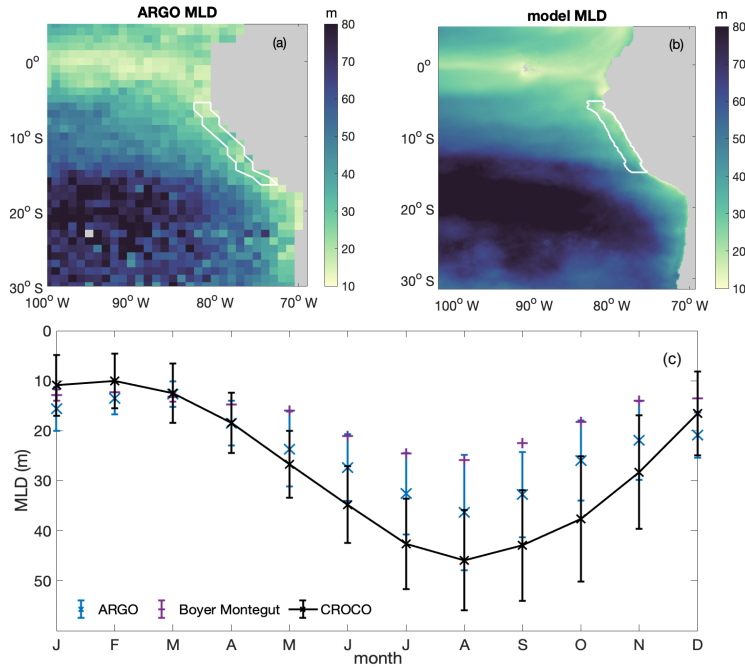 ARGO MLD
m
model MLD
m
(a)
(b)
0°
10° S
20° S
30° S
100° W
90° W
80° W
70° W
80
70
60
50
40
30
20
10
0°
10° S
20° S
30° S
100° W
90° W
80° W
70° W
80
70
60
50
40
30
20
10
(c)
MLD (m)
0
10
20
30
40
50
ARGO
Boyer Montegut
CROCO
J F M A M J J A S O N D
month